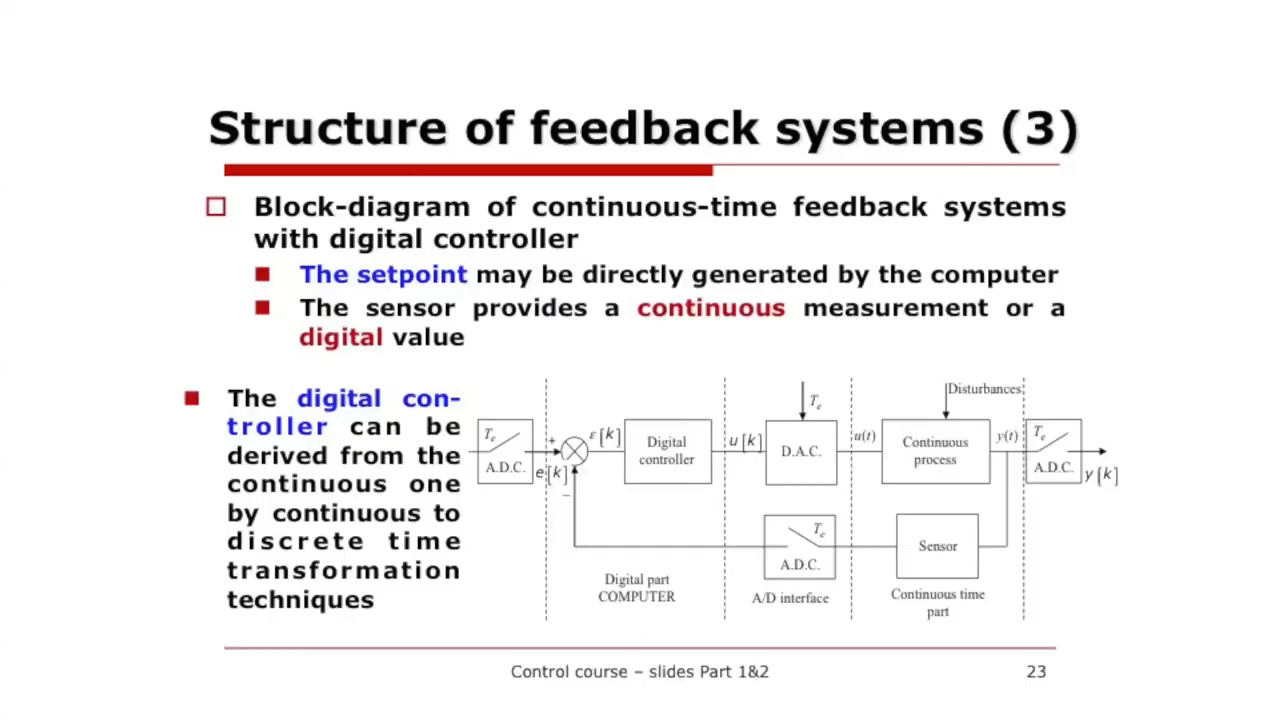 Structure of feedback systems (3)
Block-diagram of continuous-time feedback systems
with digital controller
The setpoint may be directly generated by the computer
The sensor provides a continuous measurement or a
digital value
The digital con-
troller can be
derived from the
continuous one
by continuous to
discrete time
transformation
techniques
Te
A.D.C.
+
e[k]
−
ε[k]
Digital
controller
u[k]
Te
D.A.C.
u(t)
Disturbances
Continuous
process
y(t)
Te
A.D.C.
y[k]
Te
A.D.C.
Sensor
Digital part
COMPUTER
A/D interface
Continuous time
part
Control course – slides Part 1&2
23